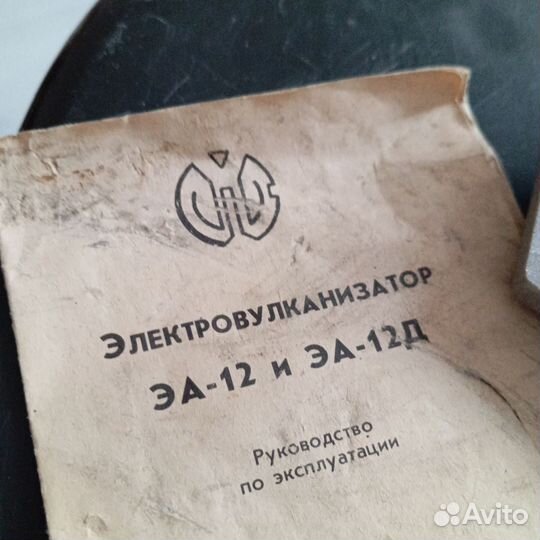 ЭЛЕКТРОВУЛКАНИЗАТОР
ЭА-12 и ЭА-12Д
Руководство
по эксплуатации
Avito